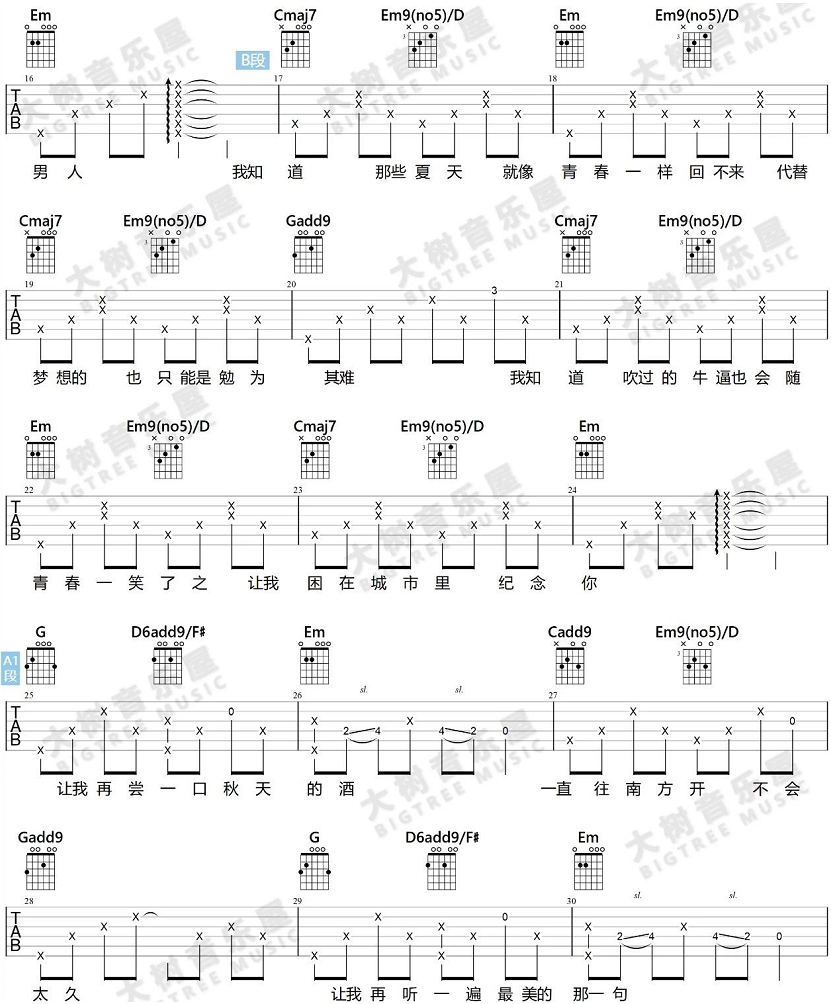 Em Cmaj7 Em9(no5)/D Em Em9(no5)/D
B段
16 17 18
男 人 我知 道 那些 夏 天 就像 青 春 一 样 回 不来 代替
Cmaj7 Em9(no5)/D Gadd9 Cmaj7 Em9(no5)/D
19 20 21
梦 想的 也 只 能是 勉 为 其难 我知 道 吹过 的 牛 逼也 会 随
Em Em9(no5)/D Cmaj7 Em9(no5)/D Em
22 23 24
青 春 一 笑 了 之 让我 困 在 城 市 里 纪 念 你
G D6add9/F# Em Cadd9 Em9(no5)/D
A1段
25 26 27
sl. sl.
让我 再 尝 一 口 秋 天 的 酒 一直 往 南 方 开 不 会
Gadd9 G D6add9/F# Em
28 29 30
sl. sl.
太 久 让我 再 听 一 遍 最 美的 那一 句
大树音乐屋
BIGTREE MUSIC